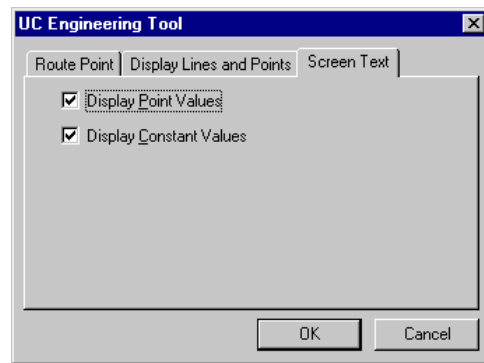 UC Engineering Tool
Route Point Display Lines and Points Screen Text
Display Point Values
Display Constant Values
OK Cancel